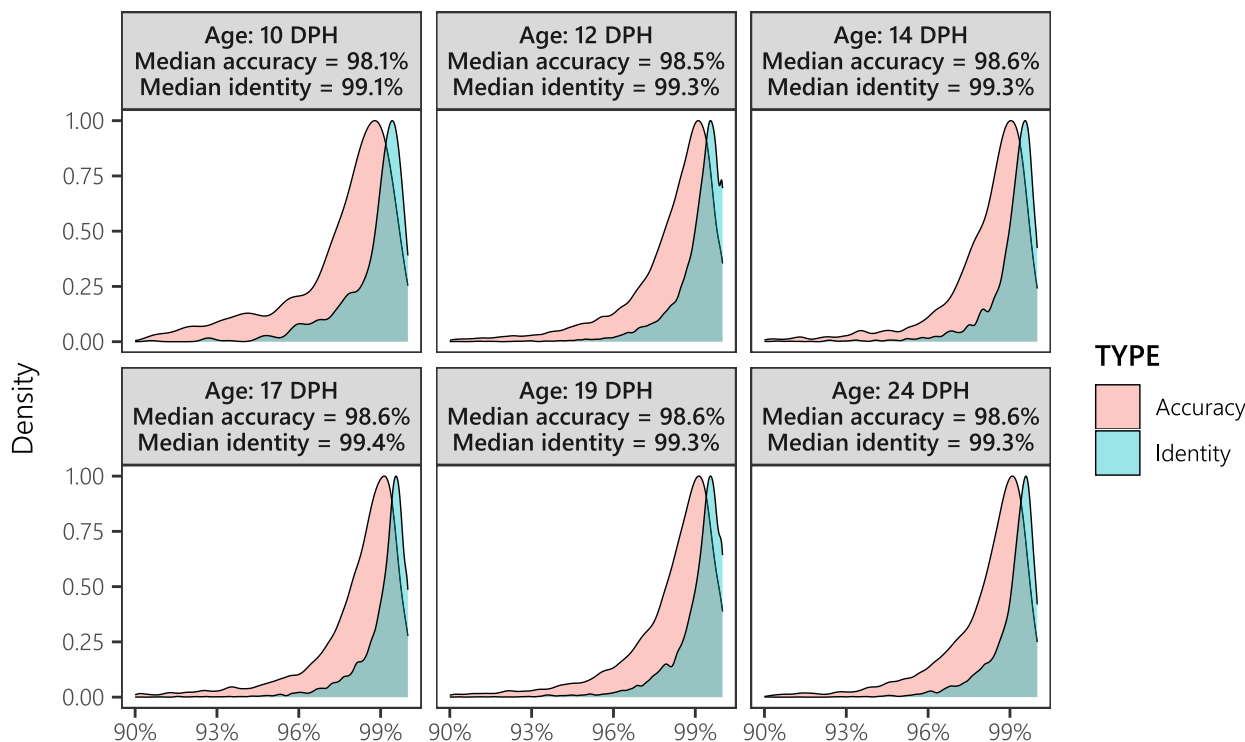 Age: 10 DPH
Median accuracy = 98.1%
Median identity = 99.1%
Age: 12 DPH
Median accuracy = 98.5%
Median identity = 99.3%
Age: 14 DPH
Median accuracy = 98.6%
Median identity = 99.3%
1.00
0.75
0.50
0.25
0.00
Age: 17 DPH
Median accuracy = 98.6%
Median identity = 99.4%
Age: 19 DPH
Median accuracy = 98.6%
Median identity = 99.3%
Age: 24 DPH
Median accuracy = 98.6%
Median identity = 99.3%
1.00
0.75
0.50
0.25
0.00
90% 93% 96% 99%
90% 93% 96% 99%
90% 93% 96% 99%
Density
TYPE
Accuracy
Identity